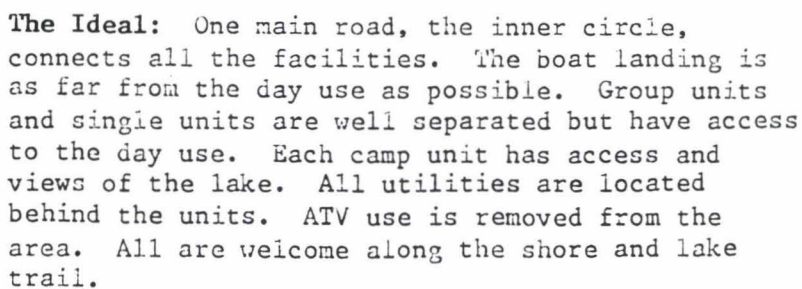 The Ideal: One main road, the inner circle,
connects all the facilities. The boat landing is
as far from the day use as possible. Group units
and single units are well separated but have access
to the day use. Each camp unit has access and
views of the lake. All utilities are located
behind the units. ATV use is removed from the
area. All are welcome along the shore and lake
trail.